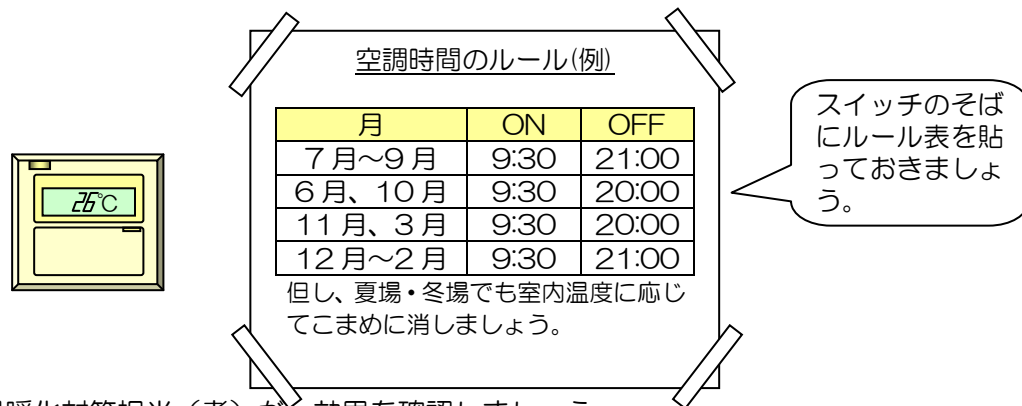 空調時間のルール(例)
月 ON OFF
7月～9月 9:30 21:00
6月、10月 9:30 20:00
11月、3月 9:30 20:00
12月～2月 9:30 21:00
但し、夏場・冬場でも室内温度に応じ
てこまめに消しましょう。
スイッチのそば
にルール表を貼
っておきましょ
う。
26℃